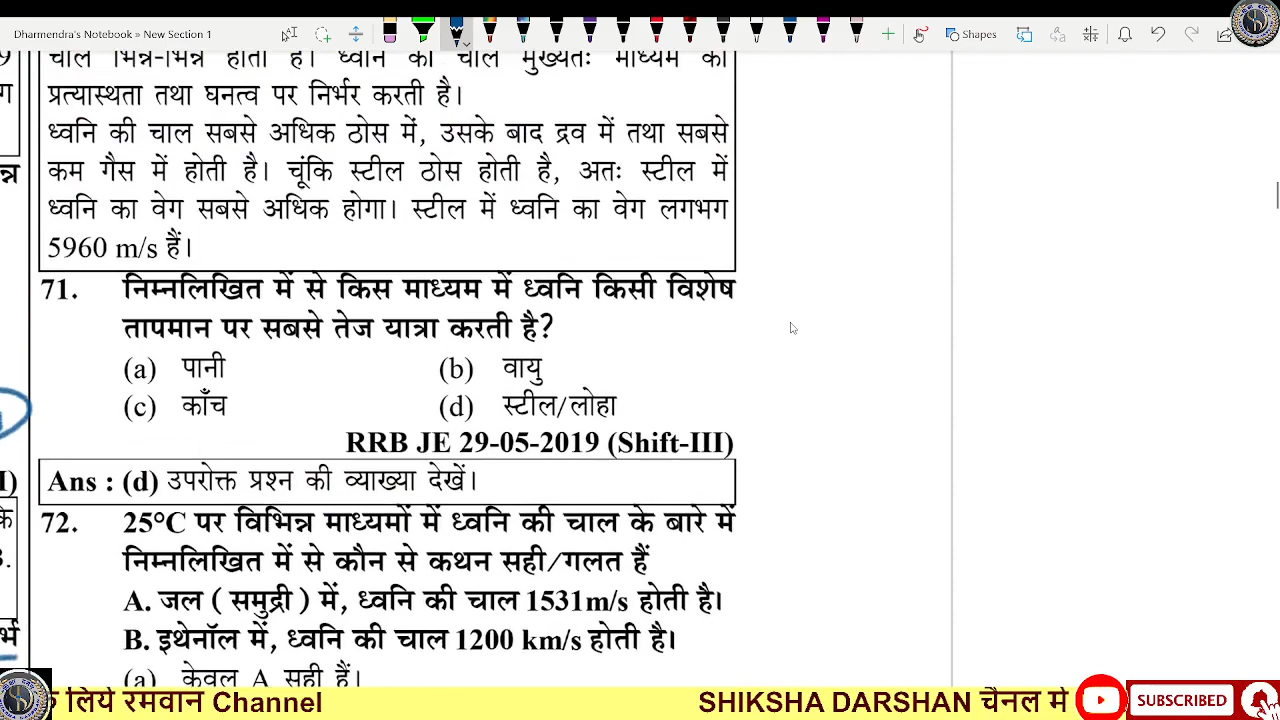 Dharmendra's Notebook » New Section 1
Shapes
चाल भिन्न-भिन्न होती है। ध्वनि की चाल मुख्यतः माध्यम की
प्रत्यास्थता तथा घनत्व पर निर्भर करती है।
ध्वनि की चाल सबसे अधिक ठोस में, उसके बाद द्रव में तथा सबसे
कम गैस में होती है। चूंकि स्टील ठोस होती है, अतः स्टील में
ध्वनि का वेग सबसे अधिक होगा। स्टील में ध्वनि का वेग लगभग
5960 m/s हैं।
71. निम्नलिखित में से किस माध्यम में ध्वनि किसी विशेष
तापमान पर सबसे तेज यात्रा करती है?
(a) पानी (b) वायु
(c) काँच (d) स्टील/लोहा
RRB JE 29-05-2019 (Shift-III)
Ans : (d) उपरोक्त प्रश्न की व्याख्या देखें।
72. 25°C पर विभिन्न माध्यमों में ध्वनि की चाल के बारे में
निम्नलिखित में से कौन से कथन सही/गलत हैं
A. जल ( समुद्री ) में, ध्वनि की चाल 1531m/s होती है।
B. इथेनॉल में, ध्वनि की चाल 1200 km/s होती है।
(a) केवल A सही हैं।
के लिये रमवान Channel SHIKSHA DARSHAN चैनल मे
SUBSCRIBED